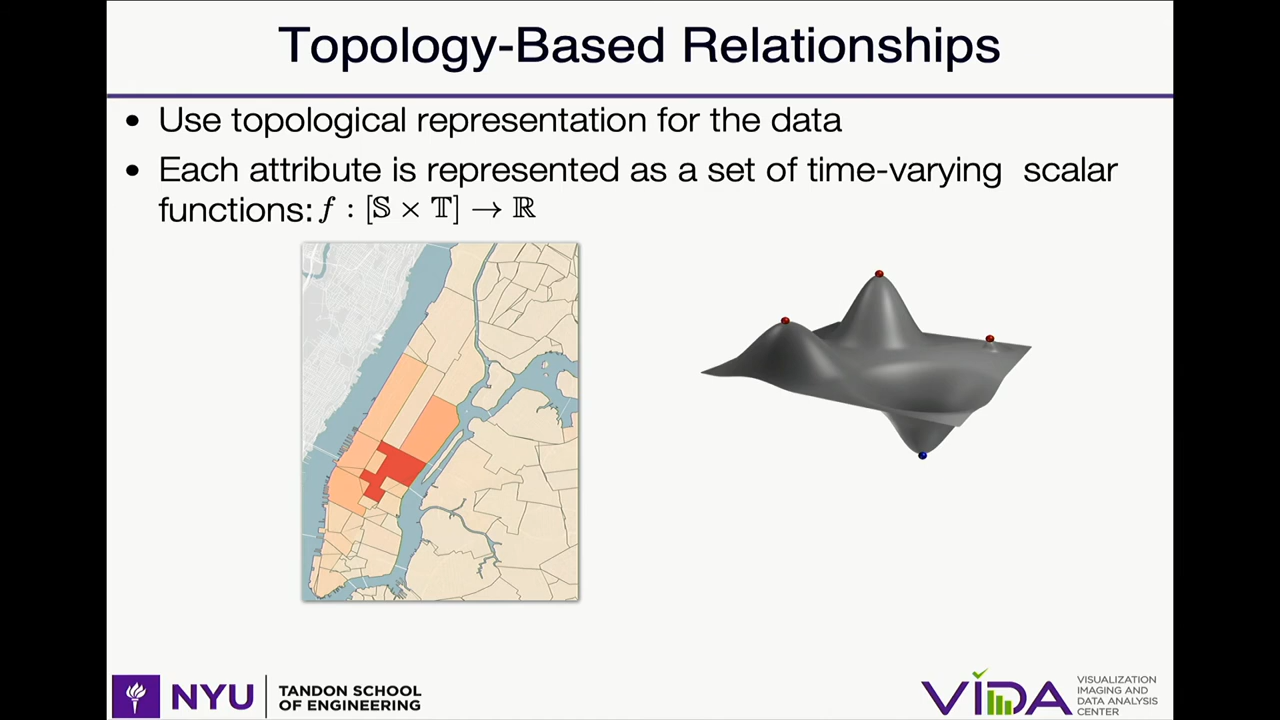 Topology-Based Relationships
• Use topological representation for the data
• Each attribute is represented as a set of time-varying scalar
functions: f : [𝕊 × 𝕋] → ℝ
NYU
TANDON SCHOOL
OF ENGINEERING
VIDA
VISUALIZATION
IMAGING AND
DATA ANALYSIS
CENTER